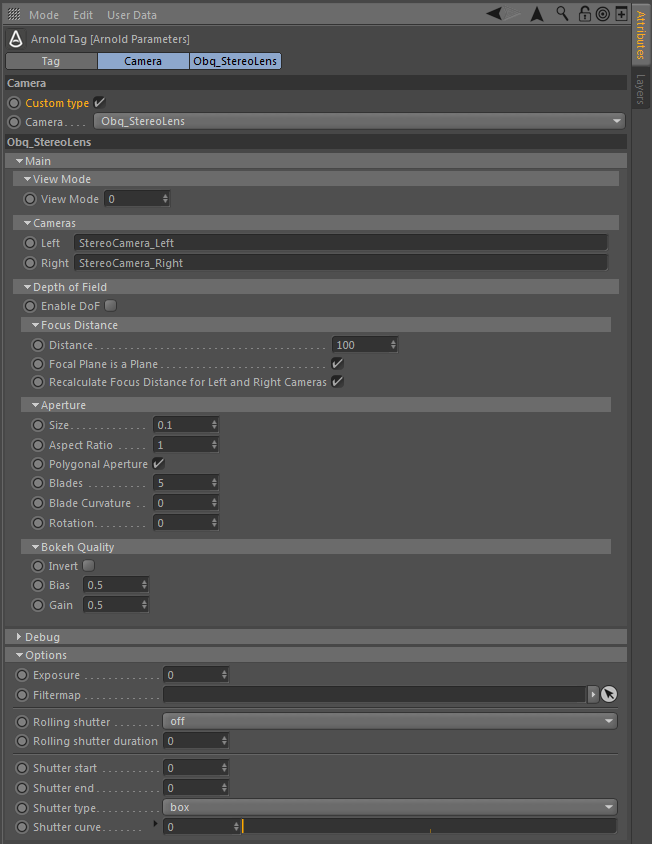 Mode Edit User Data
Attributes
Layers
Arnold Tag [Arnold Parameters]
Tag Camera Obq_StereoLens
Camera
Custom type
Camera.... Obq_StereoLens
Obq_StereoLens
Main
View Mode
View Mode 0
Cameras
Left StereoCamera_Left
Right StereoCamera_Right
Depth of Field
Enable DoF
Focus Distance
Distance 100
Focal Plane is a Plane
Recalculate Focus Distance for Left and Right Cameras
Aperture
Size 0.1
Aspect Ratio 1
Polygonal Aperture
Blades 5
Blade Curvature 0
Rotation 0
Bokeh Quality
Invert
Bias 0.5
Gain 0.5
Debug
Options
Exposure 0
Filtermap
Rolling shutter off
Rolling shutter duration 0
Shutter start 0
Shutter end 0
Shutter type box
Shutter curve 0